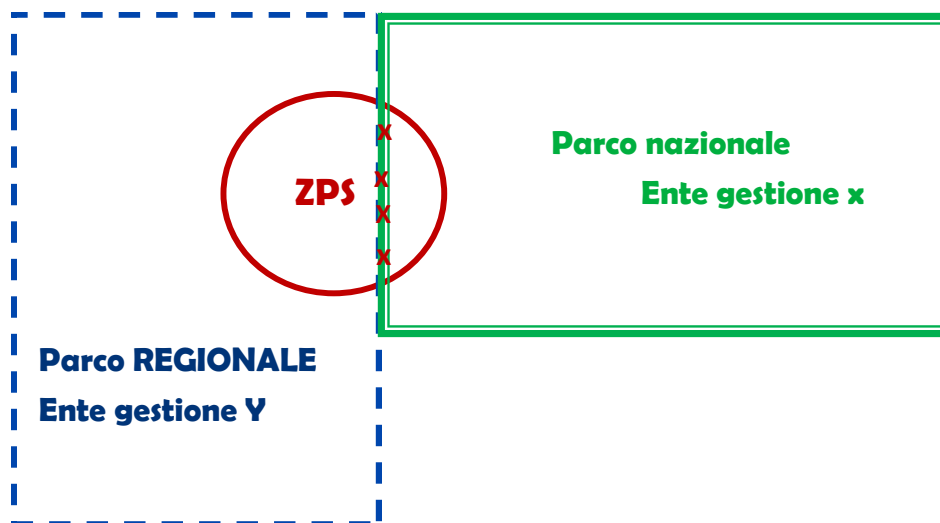 Parco nazionale
Ente gestione x
ZPS
x
x
x
x
Parco REGIONALE
Ente gestione Y